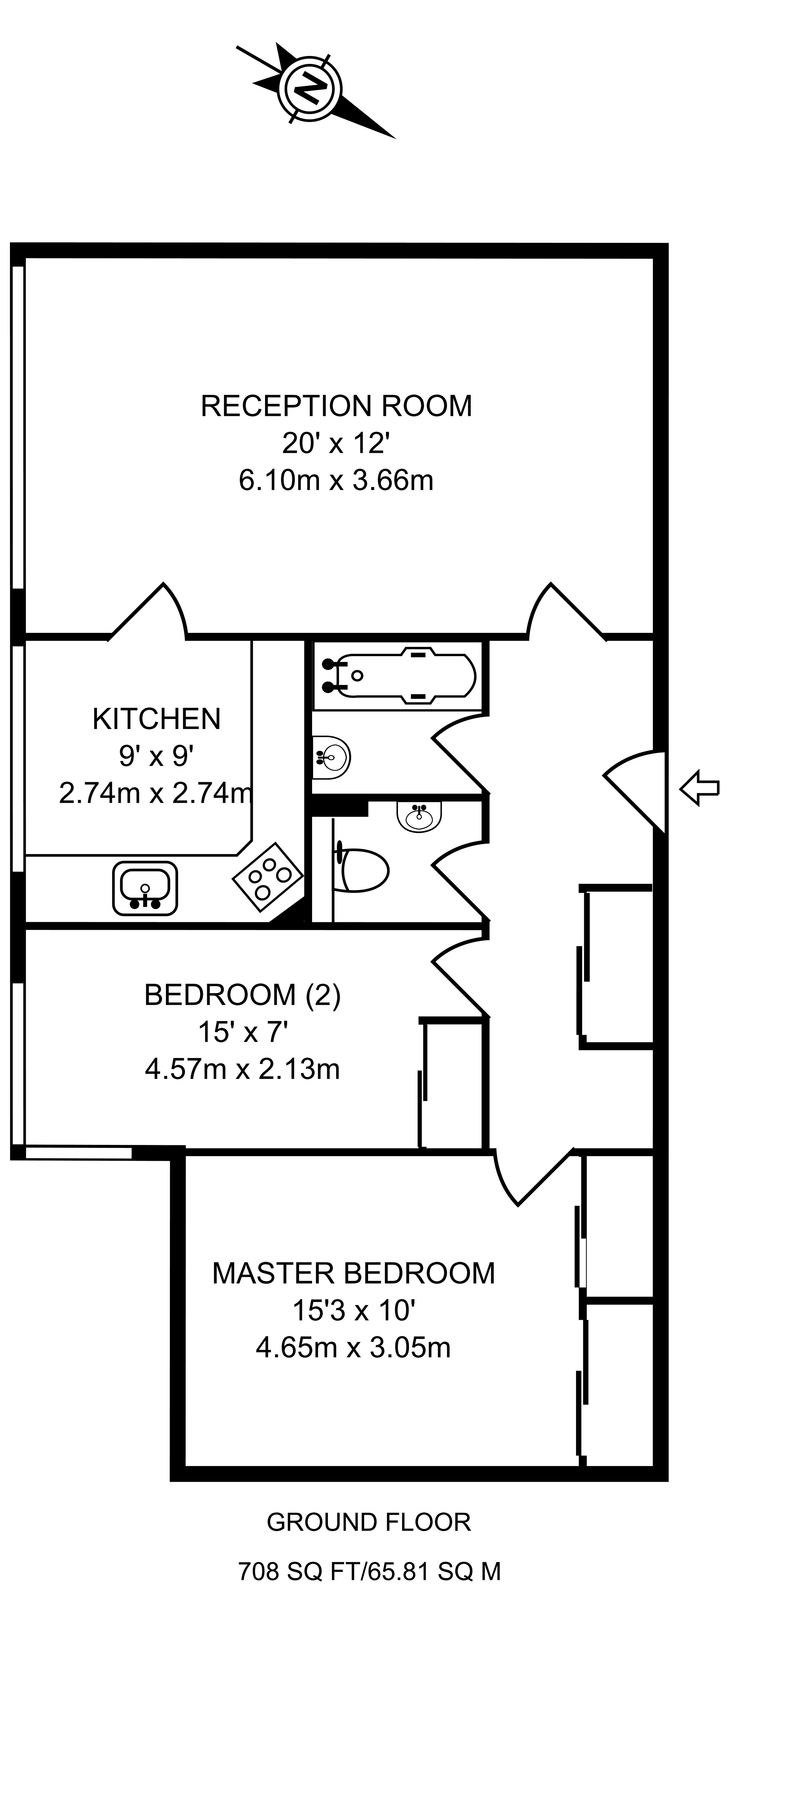 N
RECEPTION ROOM
20' x 12'
6.10m x 3.66m
KITCHEN
9' x 9'
2.74m x 2.74m
BEDROOM (2)
15' x 7'
4.57m x 2.13m
MASTER BEDROOM
15'3 x 10'
4.65m x 3.05m
GROUND FLOOR
708 SQ FT/65.81 SQ M